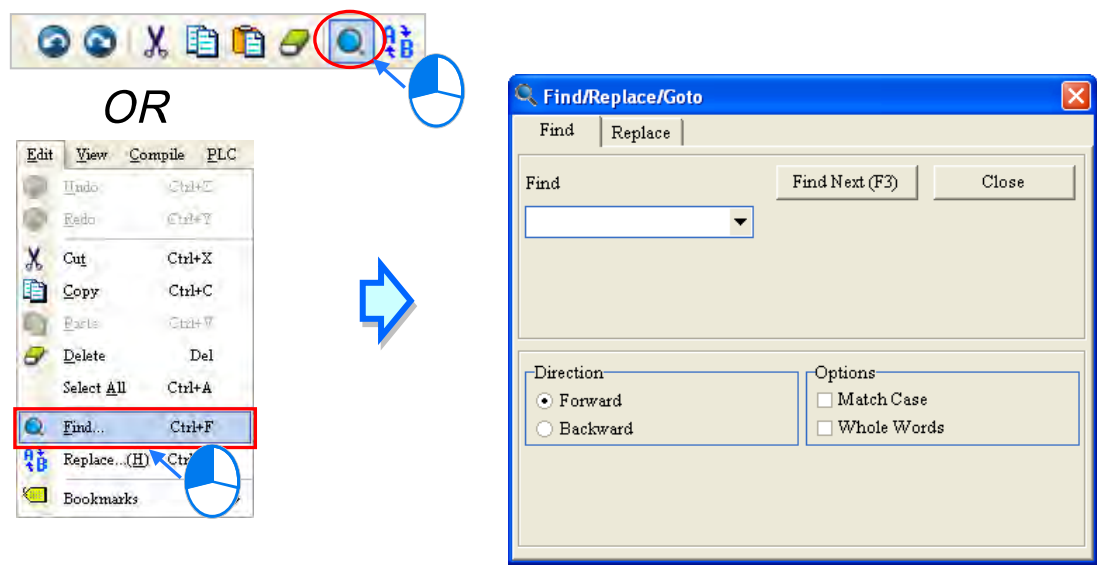 OR
Edit View Compile PLC
Undo Ctrl+Z
Redo Ctrl+Y
Cut Ctrl+X
Copy Ctrl+C
Paste Ctrl+V
Delete Del
Select All Ctrl+A
Find... Ctrl+F
Replace...(H)
Bookmarks
Find/Replace/Goto
Find Replace
Find Find Next (F3) Close
Direction Options
Forward Match Case
Backward Whole Words